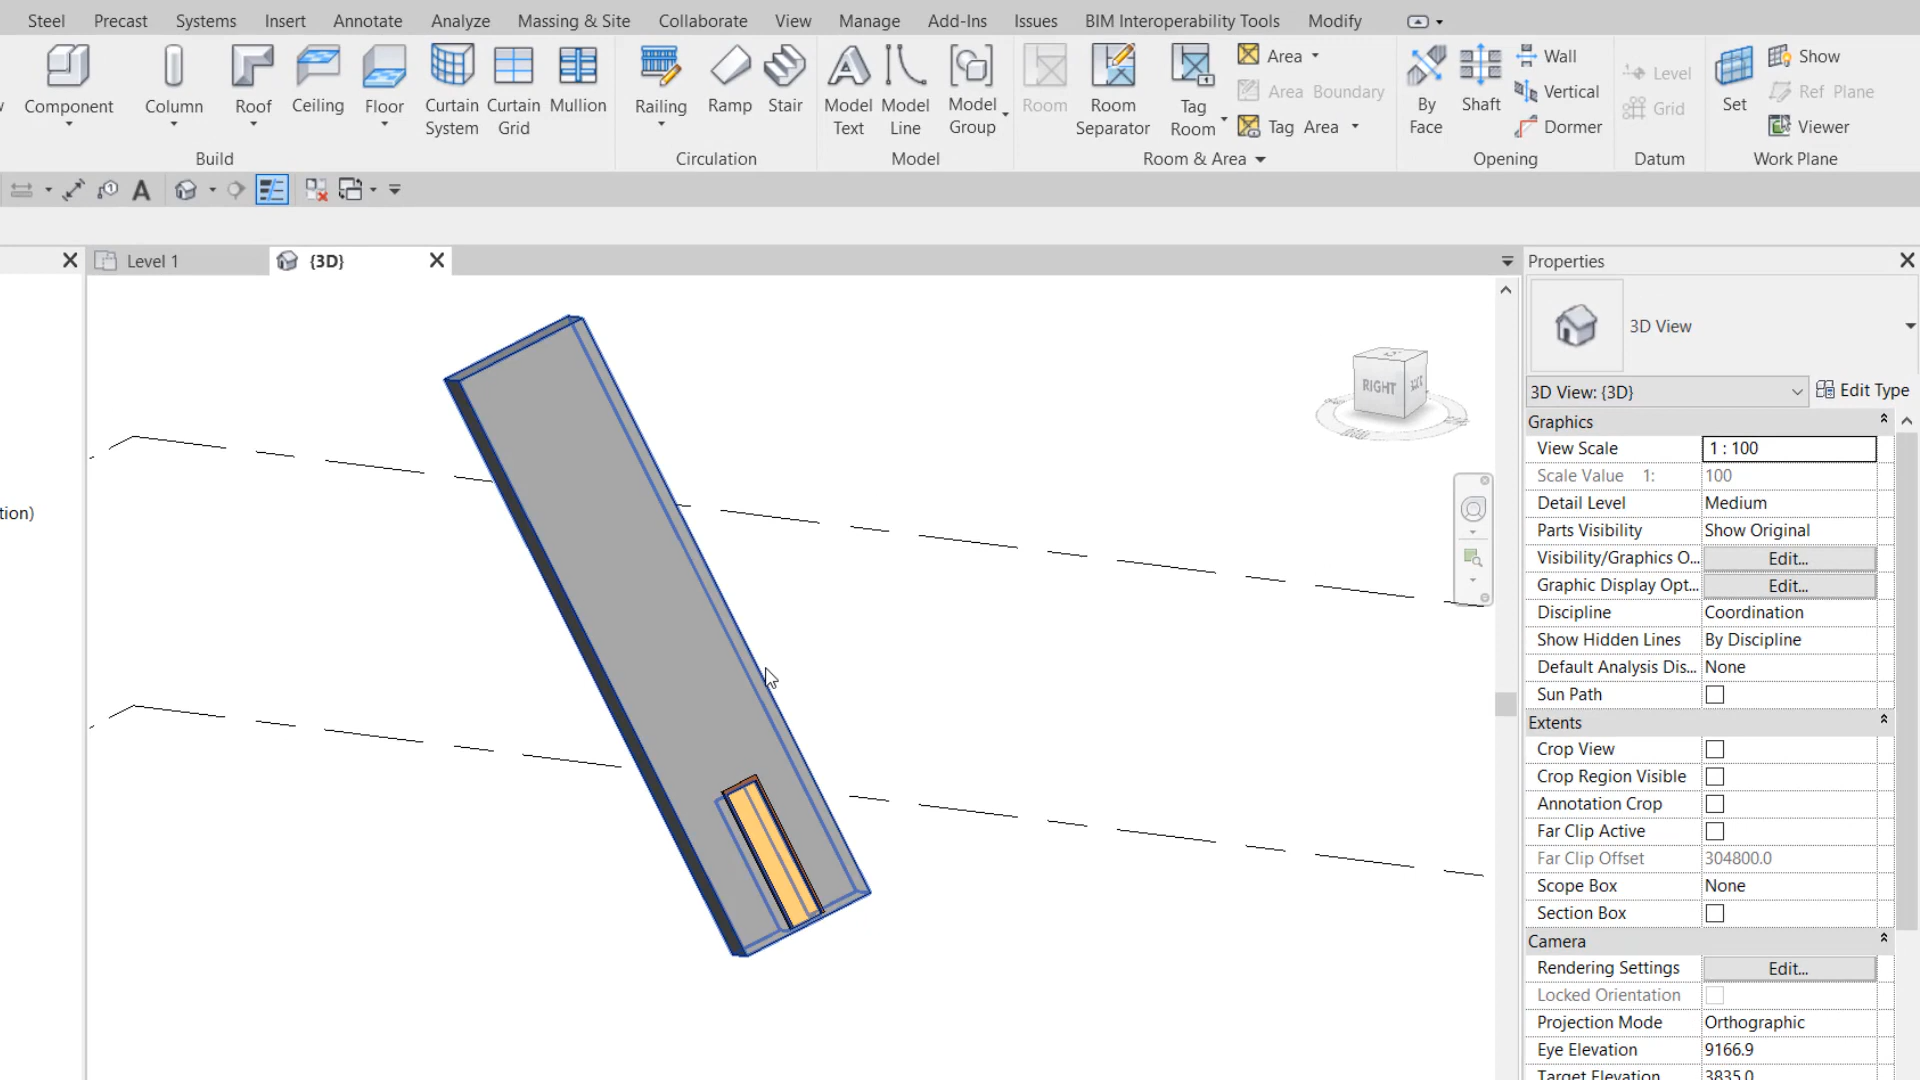 Steel Precast Systems Insert Annotate Analyze Massing & Site Collaborate View Manage Add-Ins Issues BIM Interoperability Tools Modify
Component Column Roof Ceiling Floor Curtain System Curtain Grid Mullion Railing Ramp Stair Model Text Model Line Model Group Room Room Separator Tag Room
Area
Area Boundary
Tag Area
By Face Shaft
Wall
Vertical
Dormer
Level
Grid
Set
Show
Ref Plane
Viewer
Build Circulation Model Room & Area Opening Datum Work Plane
A
Level 1 {3D}
Properties
3D View
RIGHT
3D View: {3D} Edit Type
Graphics
View Scale 1 : 100
Scale Value 1: 100
Detail Level Medium
tion)
Parts Visibility Show Original
Visibility/Graphics O... Edit...
Graphic Display Opt... Edit...
Discipline Coordination
Show Hidden Lines By Discipline
Default Analysis Dis... None
Sun Path
Extents
Crop View
Crop Region Visible
Annotation Crop
Far Clip Active
Far Clip Offset 304800.0
Scope Box None
Section Box
Camera
Rendering Settings Edit...
Locked Orientation
Projection Mode Orthographic
Eye Elevation 9166.9
Target Elevation 3835.0